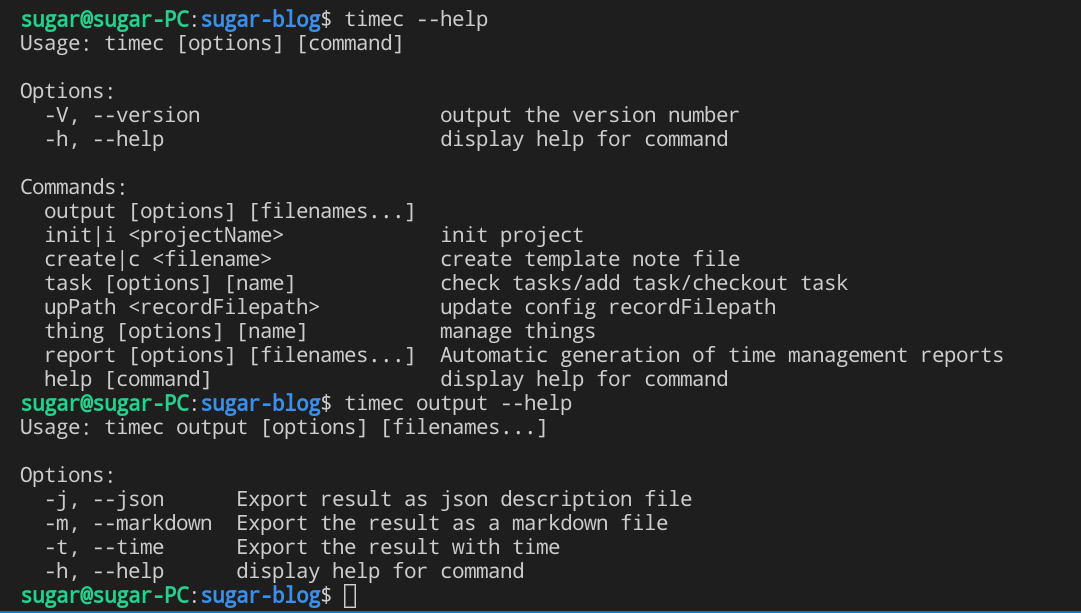 sugar@sugar-PC:sugar-blog$ timec --help
Usage: timec [options] [command]

Options:
  -V, --version                    output the version number
  -h, --help                       display help for command

Commands:
  output [options] [filenames...]
  init|i <projectName>             init project
  create|c <filename>              create template note file
  task [options] [name]            check tasks/add task/checkout task
  upPath <recordFilepath>          update config recordFilepath
  thing [options] [name]           manage things
  report [options] [filenames...]  Automatic generation of time management reports
  help [command]                   display help for command
sugar@sugar-PC:sugar-blog$ timec output --help
Usage: timec output [options] [filenames...]

Options:
  -j, --json      Export result as json description file
  -m, --markdown  Export the result as a markdown file
  -t, --time      Export the result with time
  -h, --help      display help for command
sugar@sugar-PC:sugar-blog$